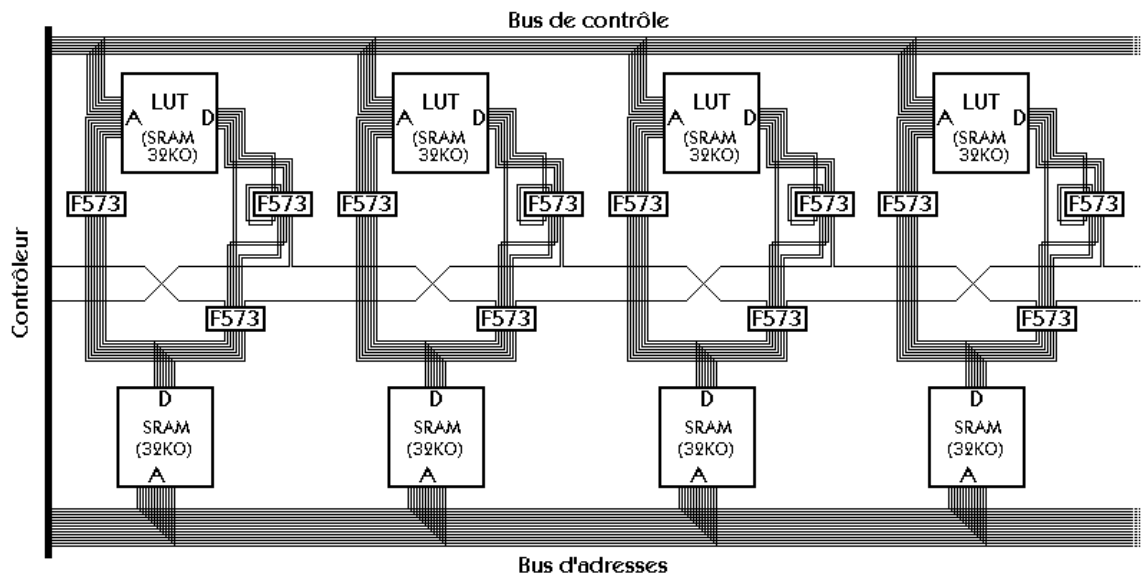 Bus de contrôle
LUT
A D
(SRAM
32KO)
LUT
A D
(SRAM
32KO)
LUT
A D
(SRAM
32KO)
LUT
A D
(SRAM
32KO)
F573 F573 F573 F573 F573 F573 F573 F573
Contrôleur
F573 F573 F573 F573
D
SRAM
(32KO)
A
D
SRAM
(32KO)
A
D
SRAM
(32KO)
A
D
SRAM
(32KO)
A
Bus d'adresses